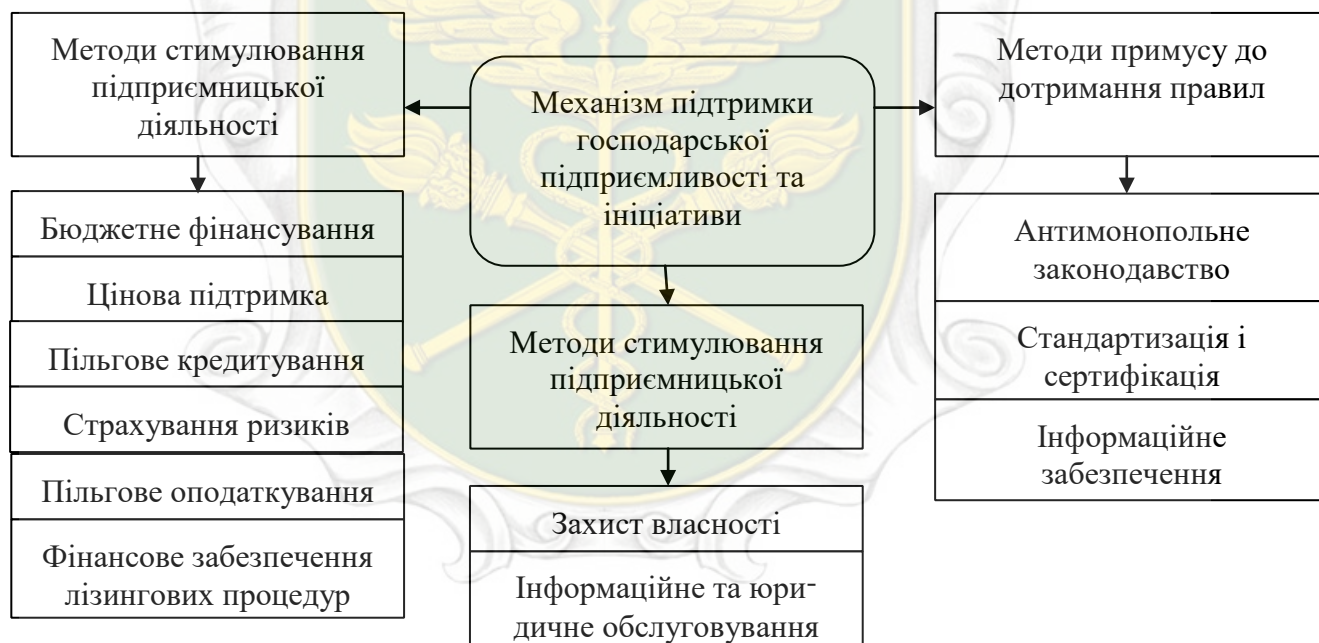 Методи стимулювання
підприємницької
діяльності
Бюджетне фінансування
Цінова підтримка
Пільгове кредитування
Страхування ризиків
Пільгове оподаткування
Фінансове забезпечення
лізингових процедур
Механізм підтримки
господарської
підприємливості та
ініціативи
Методи стимулювання
підприємницької
діяльності
Захист власності
Інформаційне та юри-
дичне обслуговування
Методи примусу до
дотримання правил
Антимонопольне
законодавство
Стандартизація і
сертифікація
Інформаційне
забезпечення